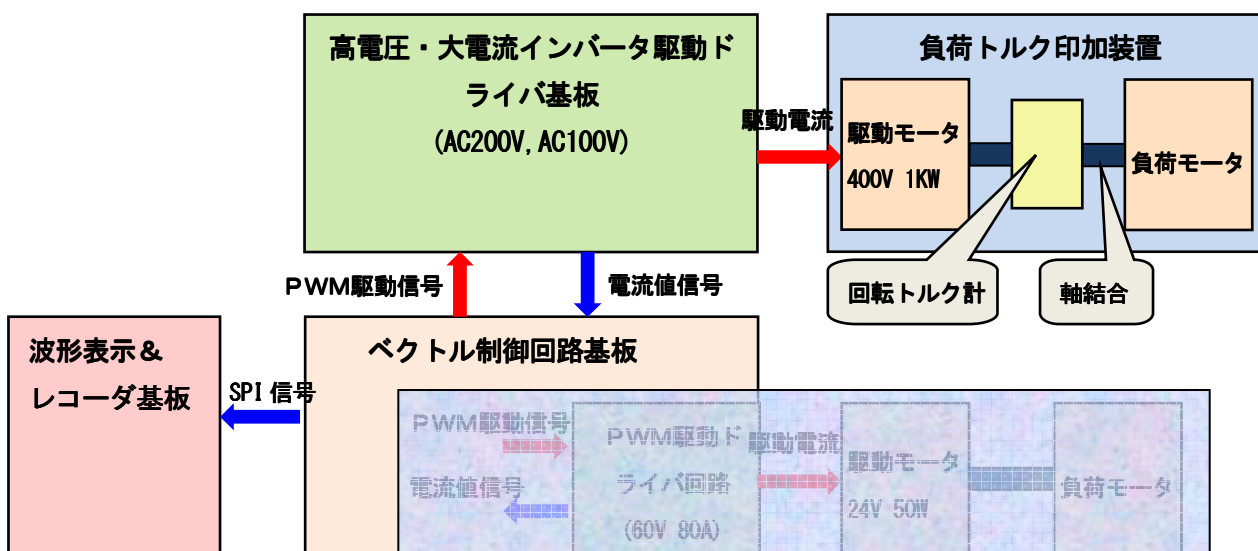 高電圧・大電流インバータ駆動ド
ライバ基板
(AC200V, AC100V)
負荷トルク印加装置
駆動電流
駆動モータ
400V 1KW
負荷モータ
回転トルク計
軸結合
PWM駆動信号
電流値信号
波形表示&
レコーダ基板
SPI 信号
ベクトル制御回路基板
PWM駆動信号
電流値信号
PWM駆動ド
ライバ回路
(60V 80A)
駆動電流
駆動モータ
24V 50W
負荷モータ